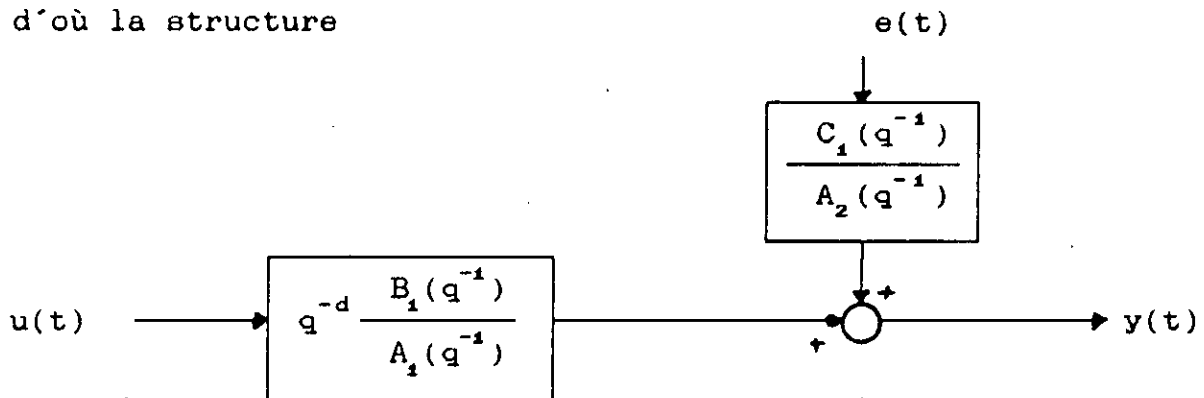 d´où la structure
e(t)
C₁(q⁻¹)
A₂(q⁻¹)
+
u(t)
q⁻ᵈ
B₁(q⁻¹)
A₁(q⁻¹)
+
y(t)